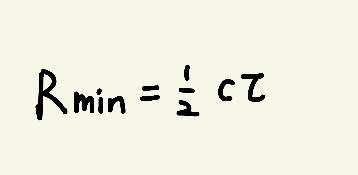 Rmin = ½ cτ